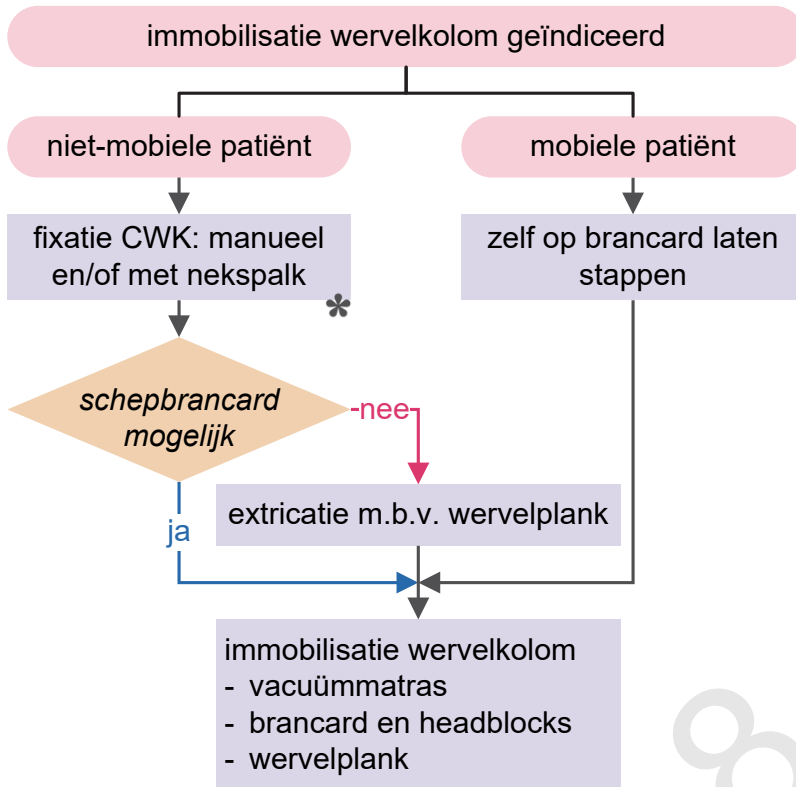 immobilisatie wervelkolom geïndiceerd
niet-mobiele patiënt
mobiele patiënt
fixatie CWK: manueel
en/of met nekspalk
*
zelf op brancard laten
stappen
schepbrancard
mogelijk
nee
ja
extricatie m.b.v. wervelplank
immobilisatie wervelkolom
- vacuümmatras
- brancard en headblocks
- wervelplank
8